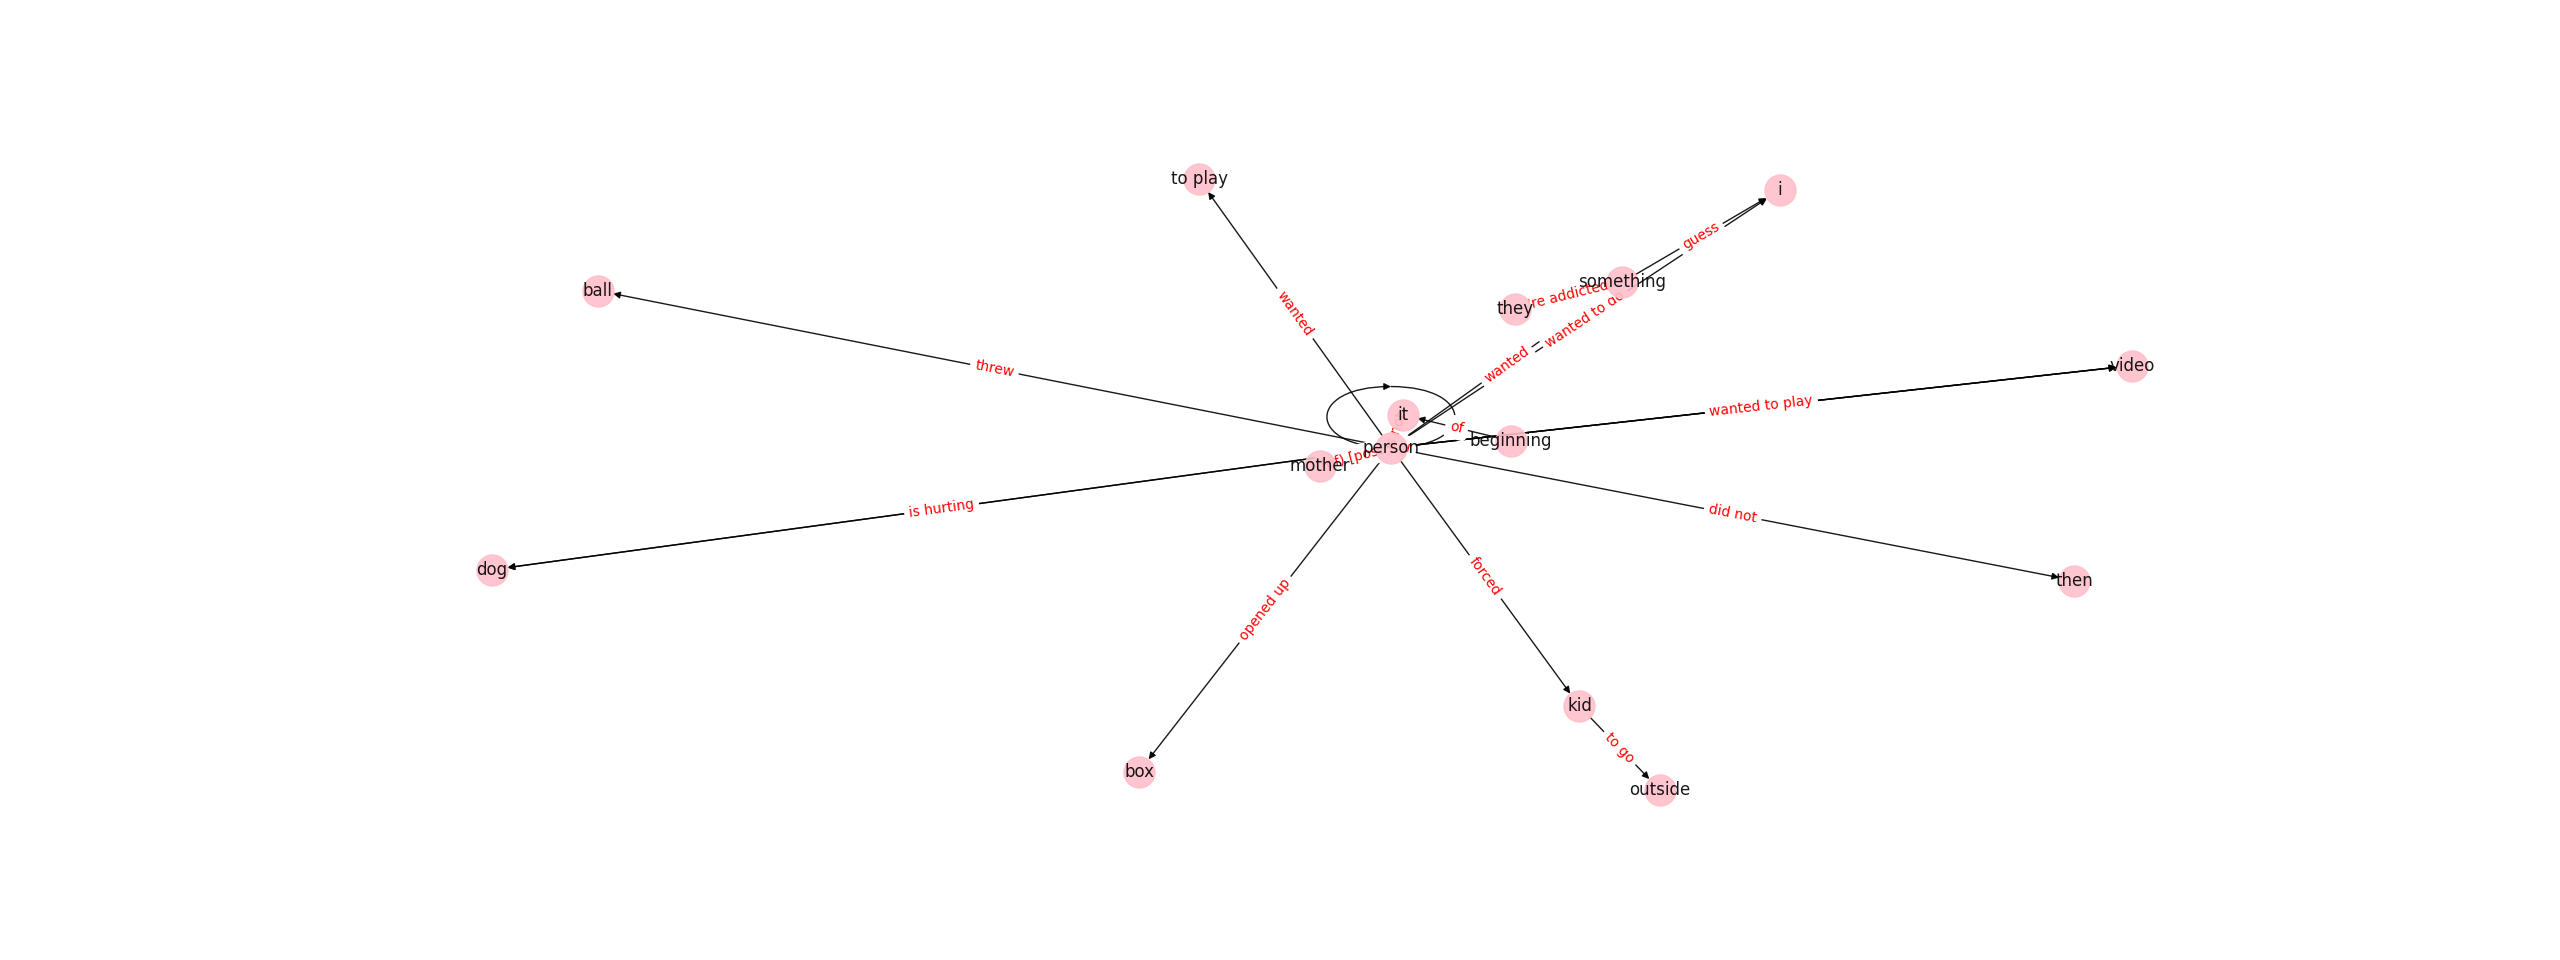 to play
i
guess
something
ball
're addicted
they
wanted
wanted to do
wanted
threw
video
wanted to play
it
of
beginning
person
mother
f) [pos
is hurting
did not
dog
then
opened up
forced
kid
to go
box
outside